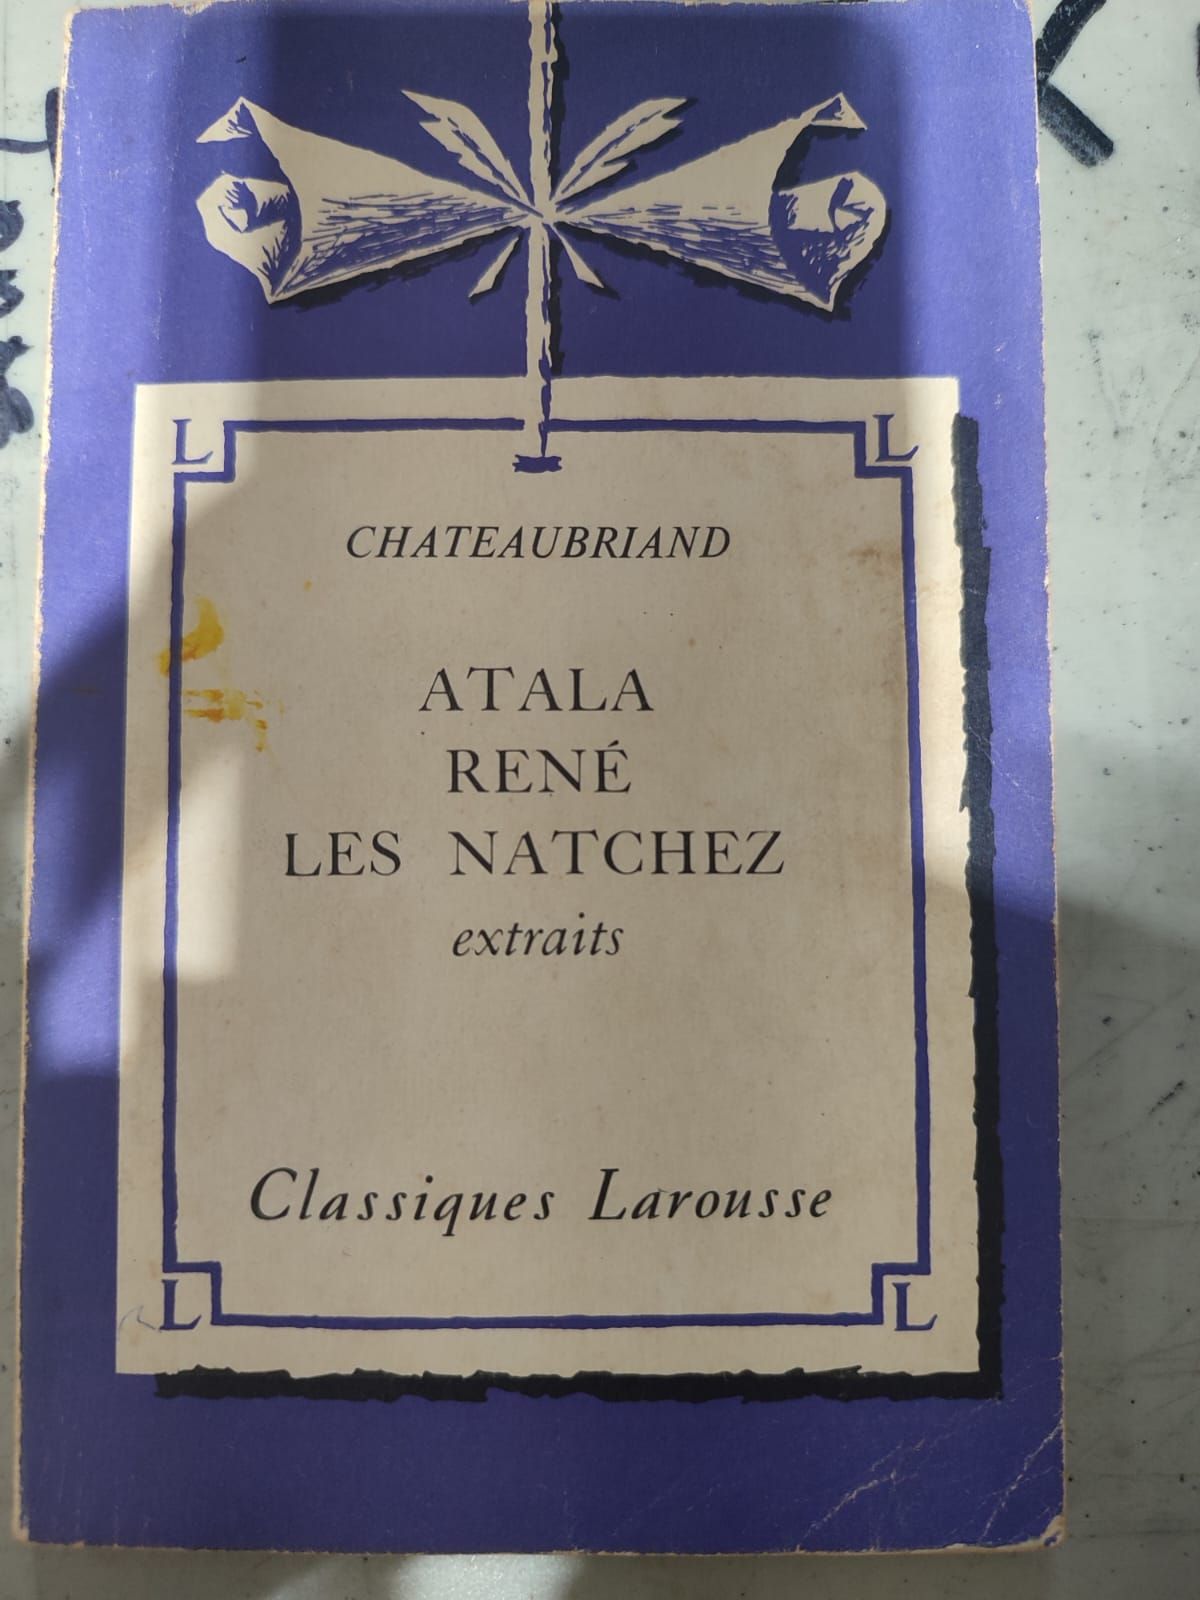 L L
CHATEAUBRIAND
ATALA
RENÉ
LES NATCHEZ
extraits
Classiques Larousse
L L